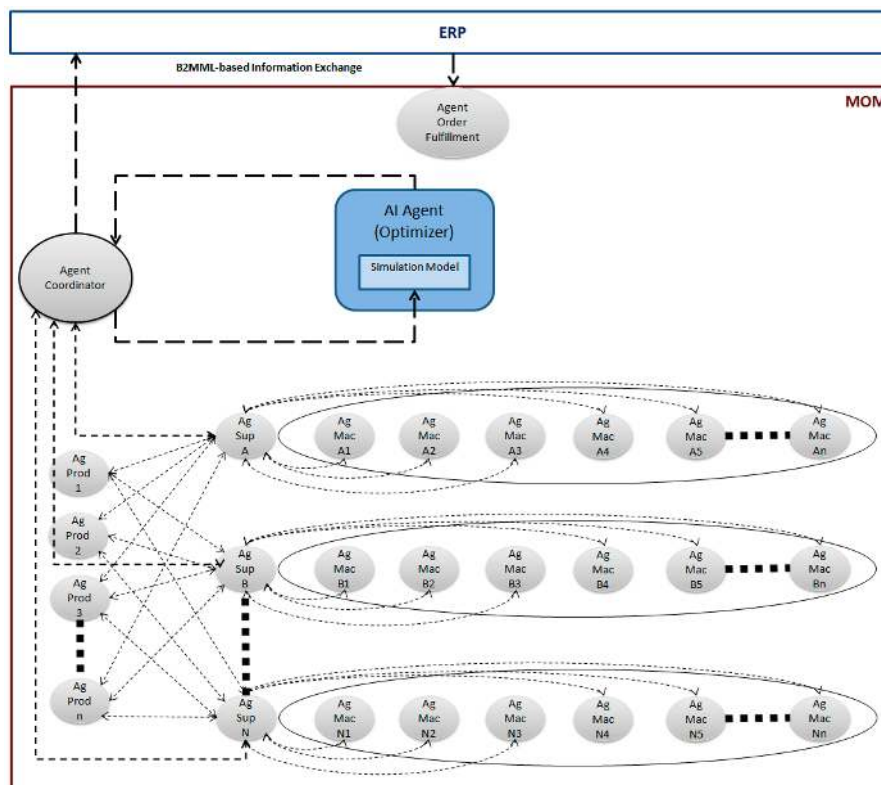 ERP
B2MML-based Information Exchange
MOM
Agent
Order
Fulfillment
AI Agent
(Optimizer)
Simulation Model
Agent
Coordinator
Ag
Sup
A
Ag
Mac
A1
Ag
Mac
A2
Ag
Mac
A3
Ag
Mac
A4
Ag
Mac
A5
Ag
Mac
An
Ag
Prod
1
Ag
Prod
2
Ag
Sup
B
Ag
Mac
B1
Ag
Mac
B2
Ag
Mac
B3
Ag
Mac
B4
Ag
Mac
B5
Ag
Mac
Bn
Ag
Prod
3
Ag
Prod
n
Ag
Sup
N
Ag
Mac
N1
Ag
Mac
N2
Ag
Mac
N3
Ag
Mac
N4
Ag
Mac
N5
Ag
Mac
Nn